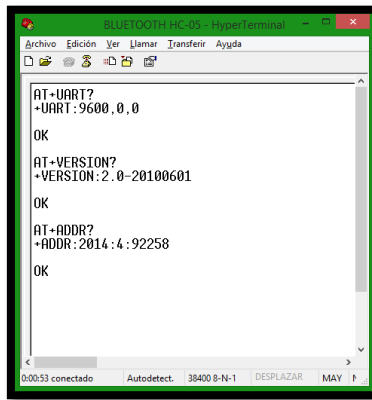 BLUETOOTH HC-05 - HyperTerminal
Archivo Edición Ver Llamar Transferir Ayuda
AT+UART?
+UART:9600,0,0
OK
AT+VERSION?
+VERSION:2.0-20100601
OK
AT+ADDR?
+ADDR:2014:4:92258
OK
0:00:53 conectado Autodetect. 38400 8-N-1 DESPLAZAR MAY